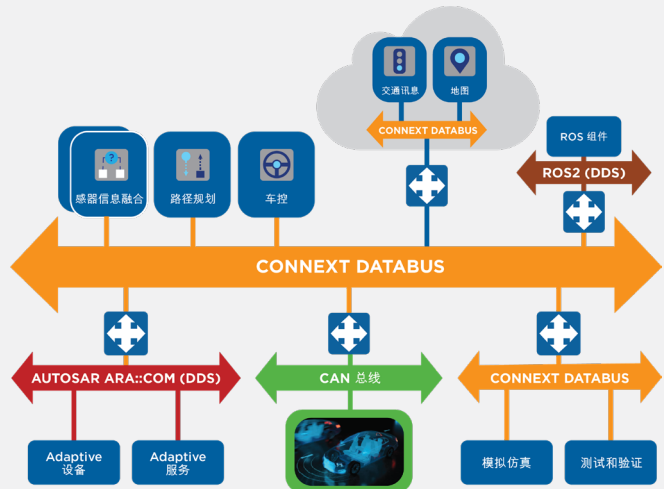 交通讯息
地图
CONNEXT DATABUS
ROS 组件
ROS2 (DDS)
?
感器信息融合
路径规划
车控
CONNEXT DATABUS
AUTOSAR ARA::COM (DDS)
CAN 总线
CONNEXT DATABUS
Adaptive
设备
Adaptive
服务
模拟仿真
测试和验证